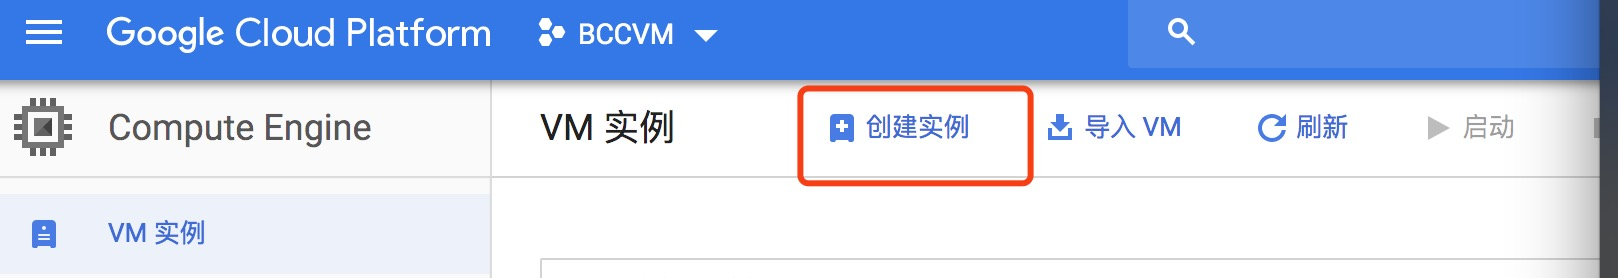 Google Cloud Platform
BCCVM
Compute Engine
VM 实例
创建实例
导入 VM
刷新
启动
VM 实例